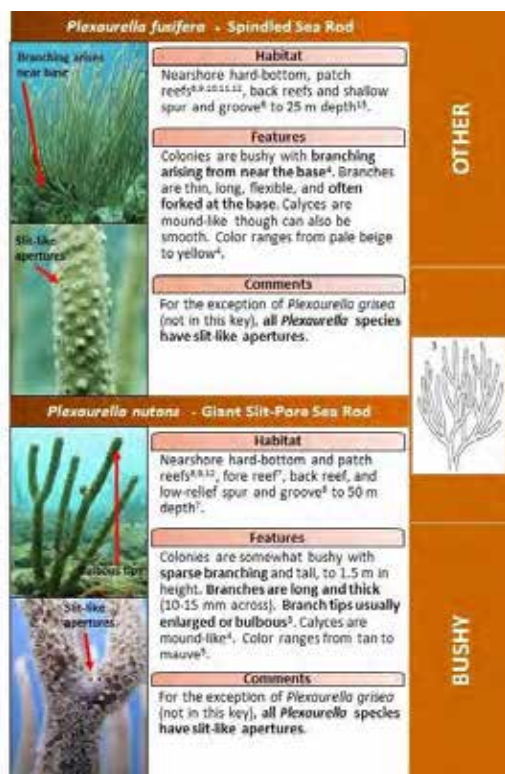 Plexaurella fusifera - Spindled Sea Rod
Branching arises
near base
Slit-like
apertures
Habitat
Nearshore hard-bottom, patch
reefs, back reefs and shallow
spur and groove to 25 m depth.
Features
Colonies are bushy with branching
arising from near the base⁴. Branches
are thin, long, flexible, and often
forked at the base. Calyces are
mound-like though can also be
smooth. Color ranges from pale beige
to yellow⁴.
Comments
For the exception of Plexaurella grisea
(not in this key), all Plexaurella species
have slit-like apertures.
OTHER
Plexaurella nutans - Giant Slit-Pore Sea Rod
Bulbous tips
Slit-like
apertures
Habitat
Nearshore hard-bottom and patch
reefs, fore reef⁷, back reef, and
low-relief spur and groove to 50 m
depth⁷.
Features
Colonies are somewhat bushy with
sparse branching and tall, to 1.5 m in
height. Branches are long and thick
(10-15 mm across). Branch tips usually
enlarged or bulbous. Calyces are
mound-like⁴. Color ranges from tan to
mauve.
Comments
For the exception of Plexaurella grisea
(not in this key), all Plexaurella species
have slit-like apertures.
BUSHY